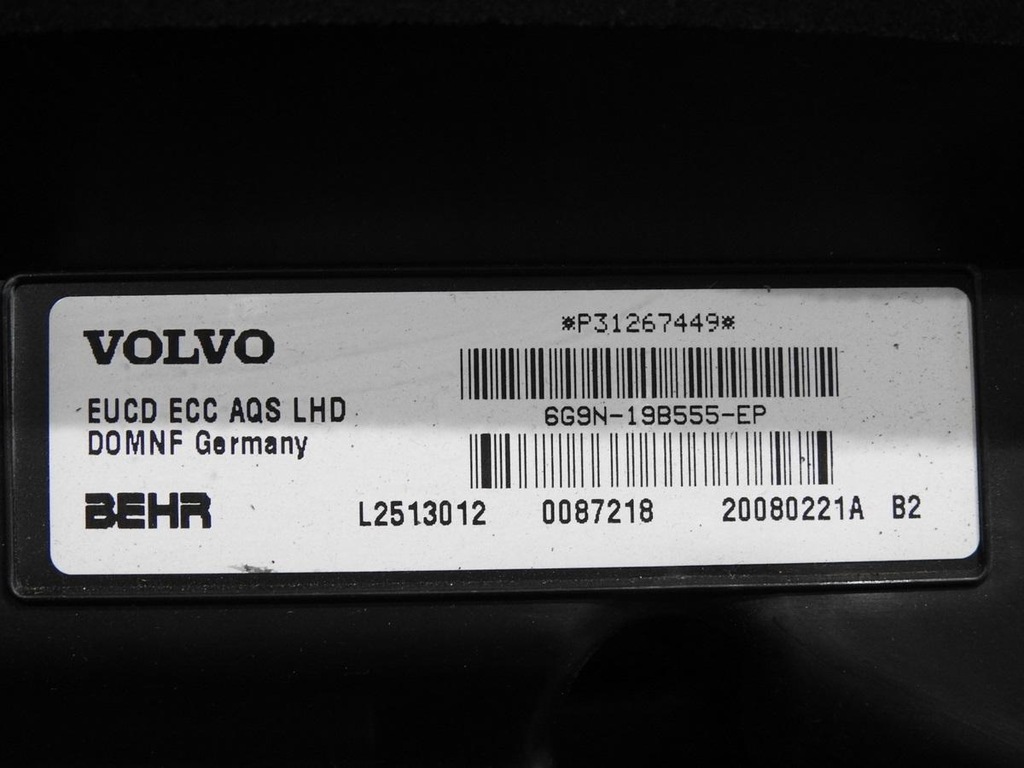 VOLVO
*P31267449*
EUCD ECC AQS LHD
6G9N-19B555-EP
DOMNF Germany
BEHR
L2513012 0087218 20080221A B2